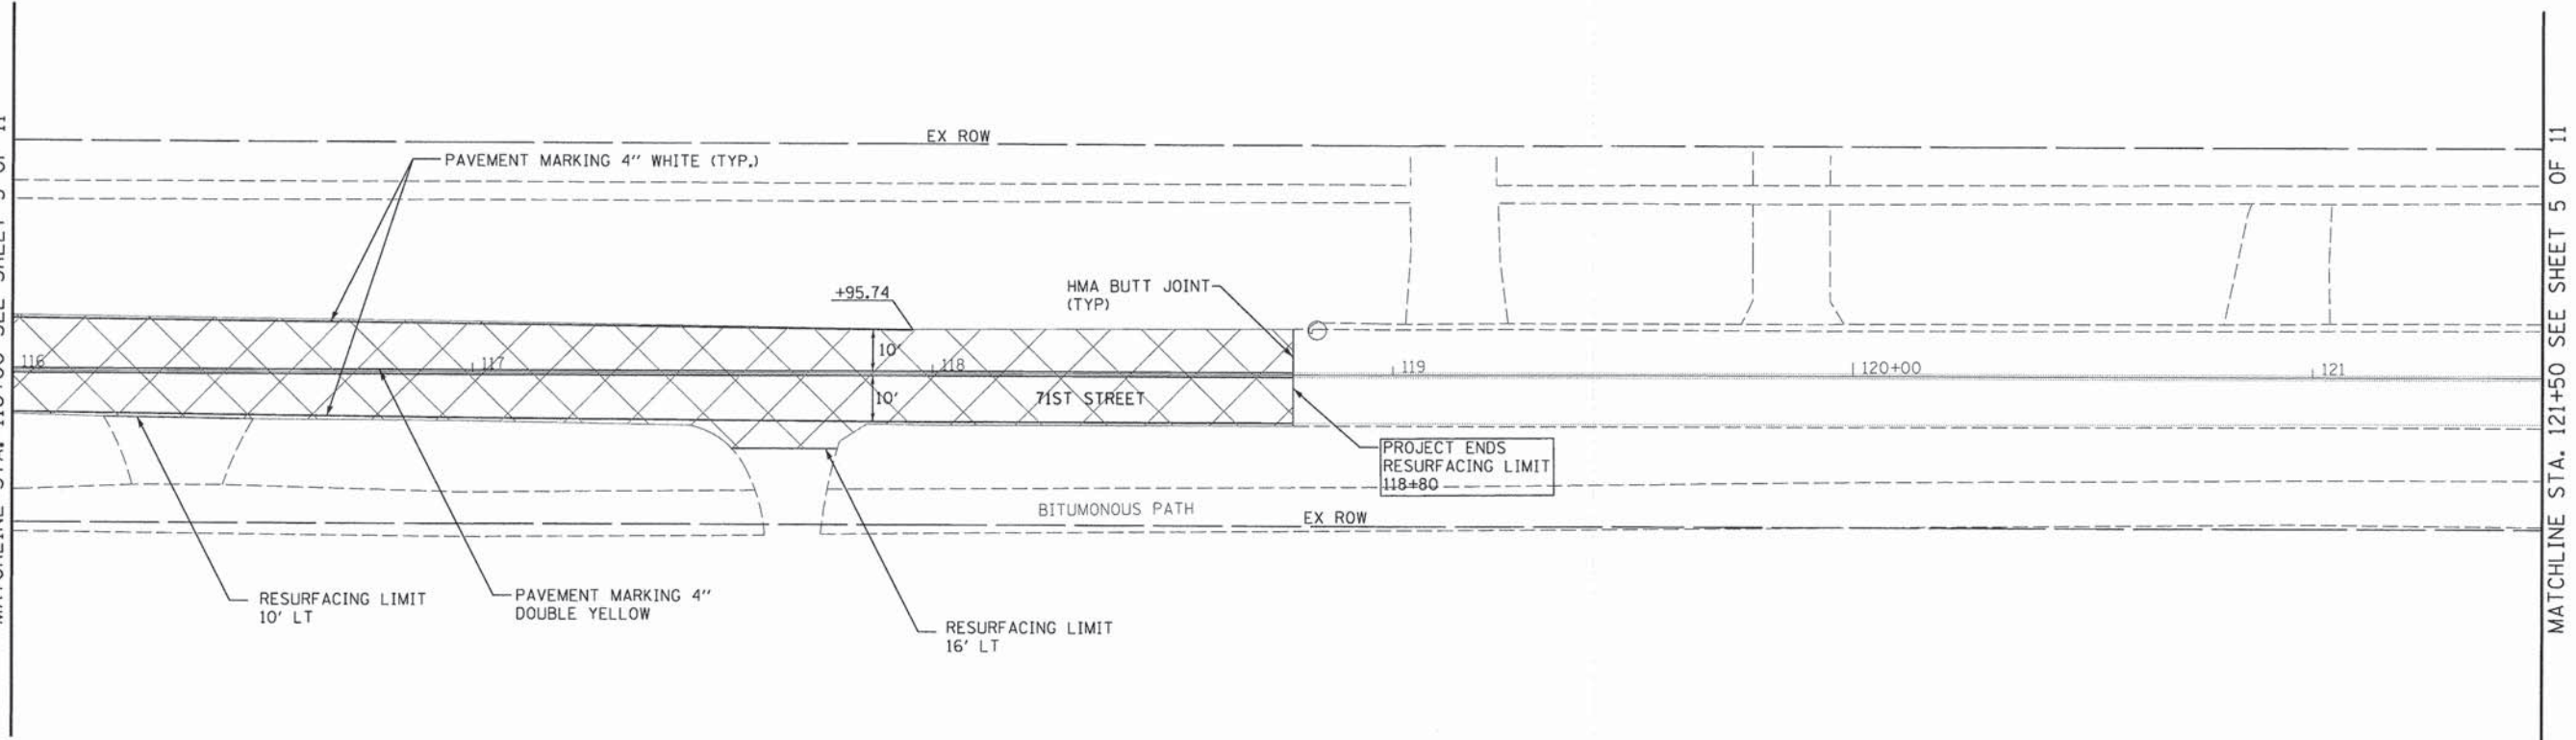 EX ROW
PAVEMENT MARKING 4" WHITE (TYP.)
+95.74
HMA BUTT JOINT
(TYP)
10'
116
117
118
119
120+00
121
10'
71ST STREET
PROJECT ENDS
RESURFACING LIMIT
118+80
BITUMONOUS PATH
EX ROW
RESURFACING LIMIT
10' LT
PAVEMENT MARKING 4"
DOUBLE YELLOW
RESURFACING LIMIT
16' LT
MATCHLINE STA. 121+50 SEE SHEET 5 OF 11